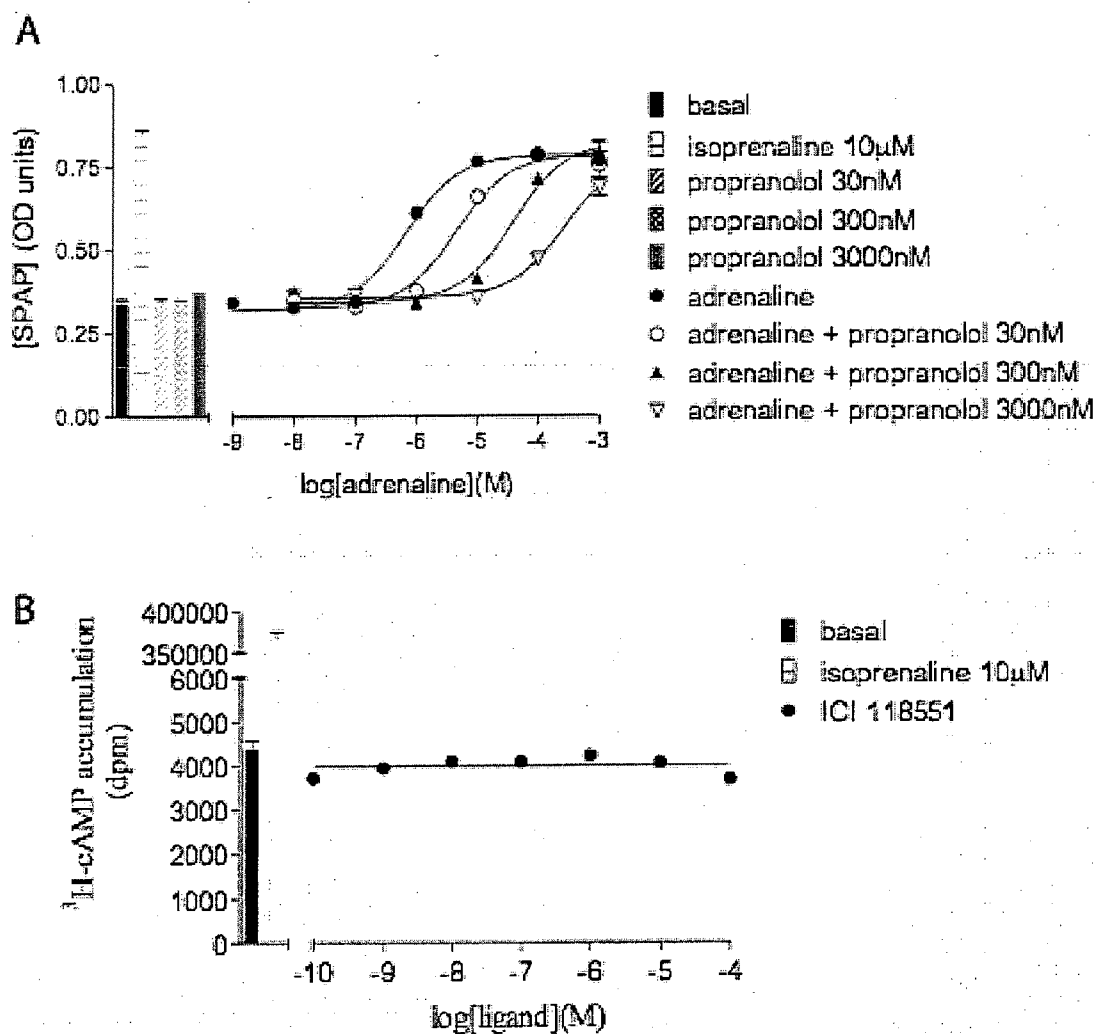 A
[SPAP] (OD units)
1.00
0.75
0.50
0.25
0.00
-9 -8 -7 -6 -5 -4 -3
log[adrenaline](M)
basal
isoprenaline 10µM
propranolol 30nM
propranolol 300nM
propranolol 3000nM
adrenaline
adrenaline + propranolol 30nM
adrenaline + propranolol 300nM
adrenaline + propranolol 3000nM
B
³H-cAMP accumulation
(dpm)
400000
350000
6000
5000
4000
3000
2000
1000
0
-10 -9 -8 -7 -6 -5 -4
log[ligand](M)
basal
isoprenaline 10µM
ICI 118551